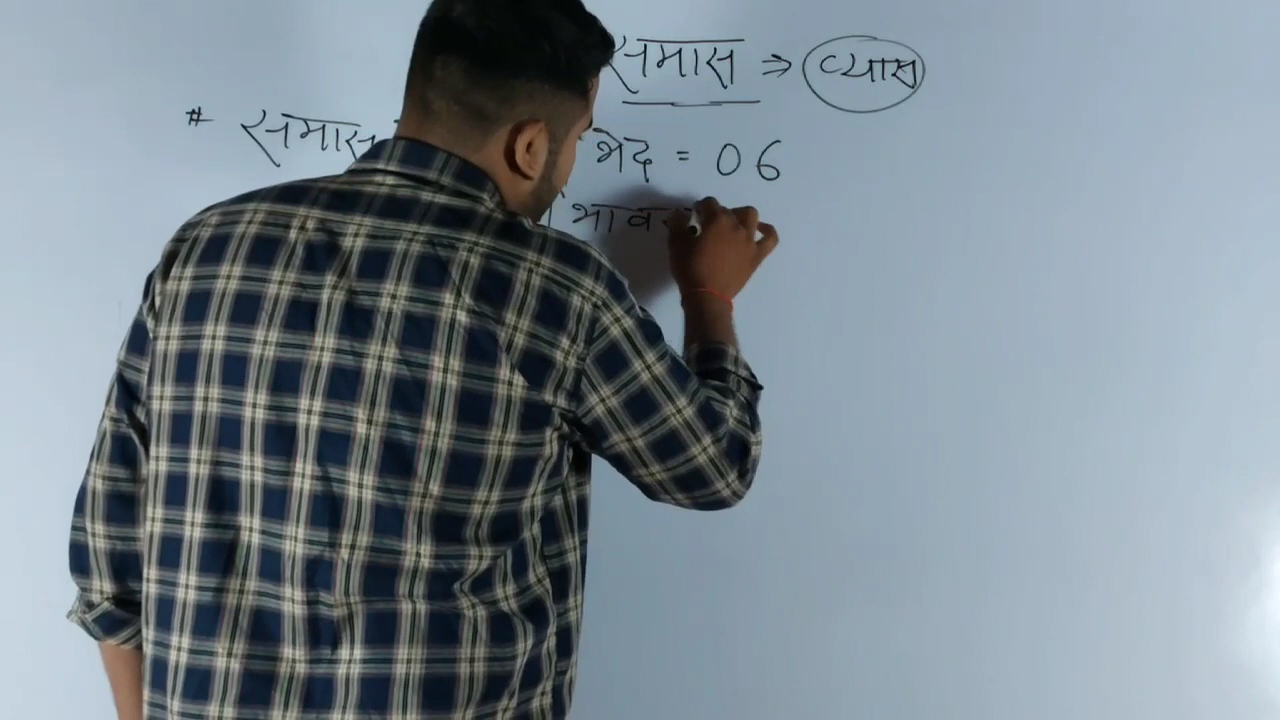 समास ⇒ व्यास
# समास भेद = 06